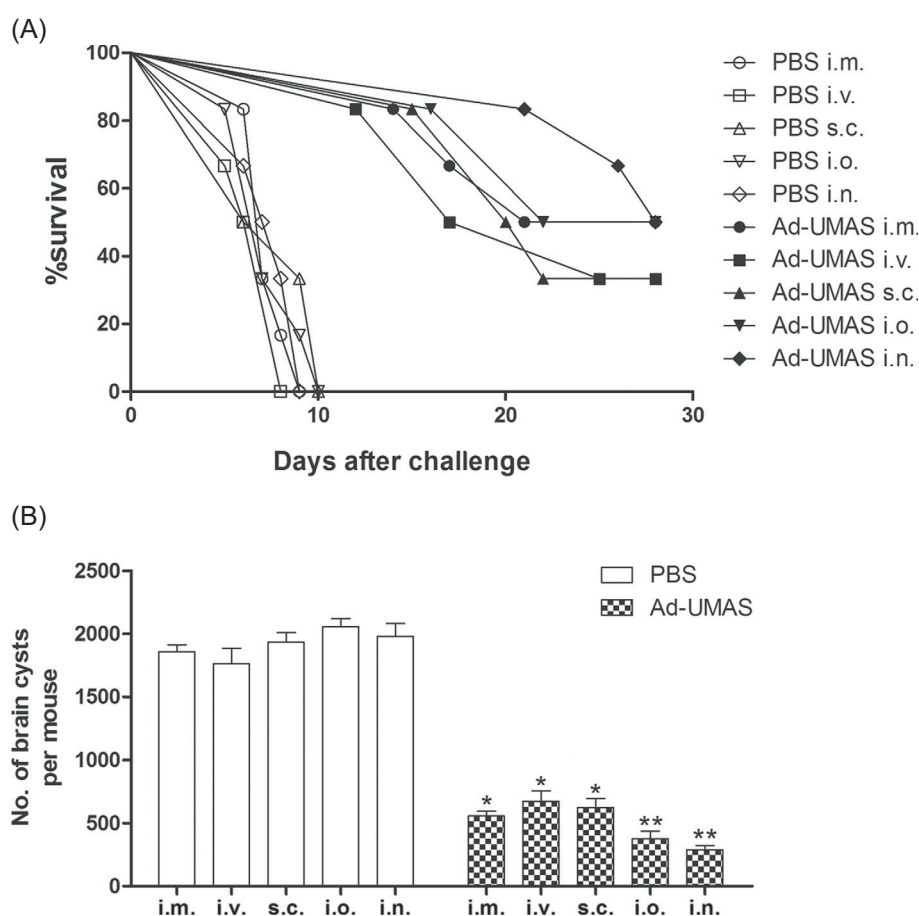 (A)
100
80
60
40
20
0
%survival
0 10 20 30
Days after challenge
PBS i.m.
PBS i.v.
PBS s.c.
PBS i.o.
PBS i.n.
Ad-UMAS i.m.
Ad-UMAS i.v.
Ad-UMAS s.c.
Ad-UMAS i.o.
Ad-UMAS i.n.
(B)
2500
2000
1500
1000
500
0
No. of brain cysts
per mouse
PBS
Ad-UMAS
* * * ** **
i.m. i.v. s.c. i.o. i.n. i.m. i.v. s.c. i.o. i.n.